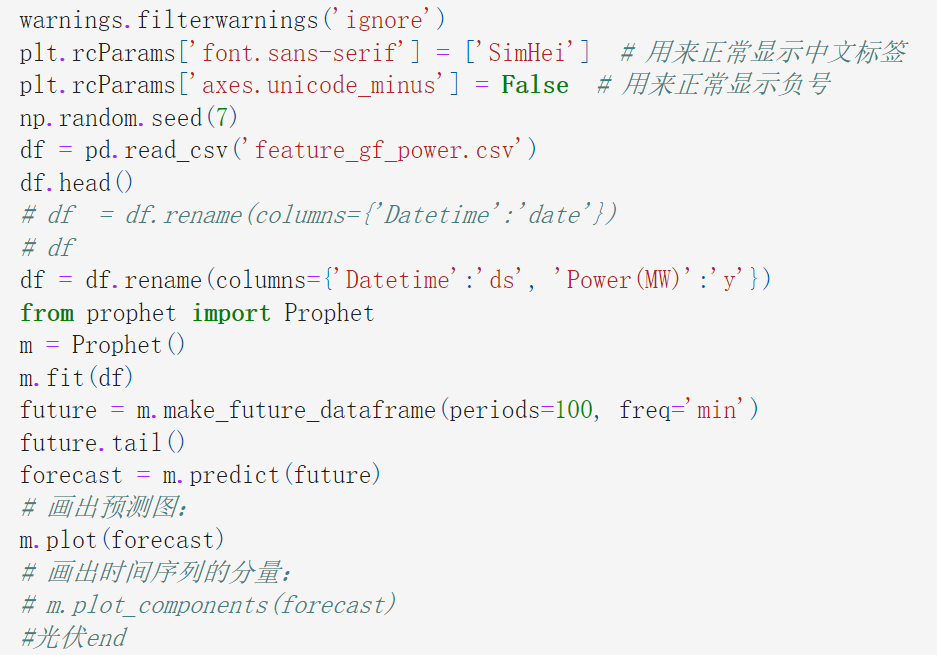 warnings.filterwarnings('ignore')
plt.rcParams['font.sans-serif'] = ['SimHei']  # 用来正常显示中文标签
plt.rcParams['axes.unicode_minus'] = False  # 用来正常显示负号
np.random.seed(7)
df = pd.read_csv('feature_gf_power.csv')
df.head()
# df  = df.rename(columns={'Datetime':'date'})
# df
df = df.rename(columns={'Datetime':'ds', 'Power(MW)':'y'})
from prophet import Prophet
m = Prophet()
m.fit(df)
future = m.make_future_dataframe(periods=100, freq='min')
future.tail()
forecast = m.predict(future)
# 画出预测图：
m.plot(forecast)
# 画出时间序列的分量：
# m.plot_components(forecast)
#光伏end